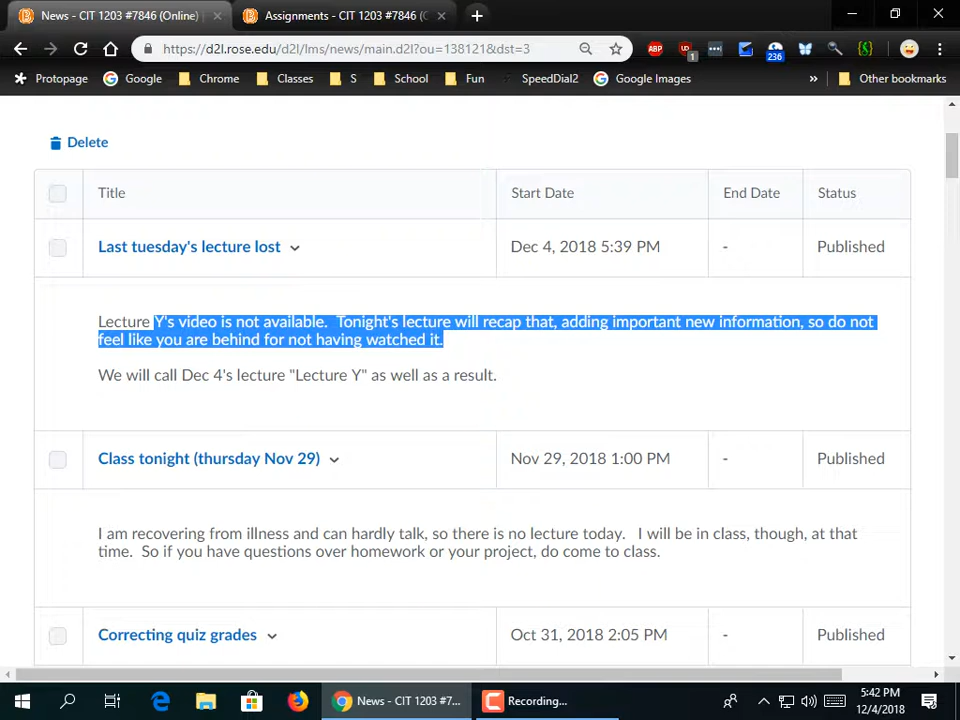 News - CIT 1203 #7846 (Online)
Assignments - CIT 1203 #7846 (
https://d2l.rose.edu/d2l/lms/news/main.d2l?ou=138121&dst=3
ABP
1
236
Protopage
Google
Chrome
Classes
S
School
Fun
SpeedDial2
Google Images
»
Other bookmarks
Delete
Title Start Date End Date Status
Last tuesday's lecture lost Dec 4, 2018 5:39 PM - Published
Lecture Y's video is not available. Tonight's lecture will recap that, adding important new information, so do not
feel like you are behind for not having watched it.
We will call Dec 4's lecture "Lecture Y" as well as a result.
Class tonight (thursday Nov 29) Nov 29, 2018 1:00 PM - Published
I am recovering from illness and can hardly talk, so there is no lecture today. I will be in class, though, at that
time. So if you have questions over homework or your project, do come to class.
Correcting quiz grades Oct 31, 2018 2:05 PM - Published
News - CIT 1203 #7...
Recording...
5:42 PM
12/4/2018